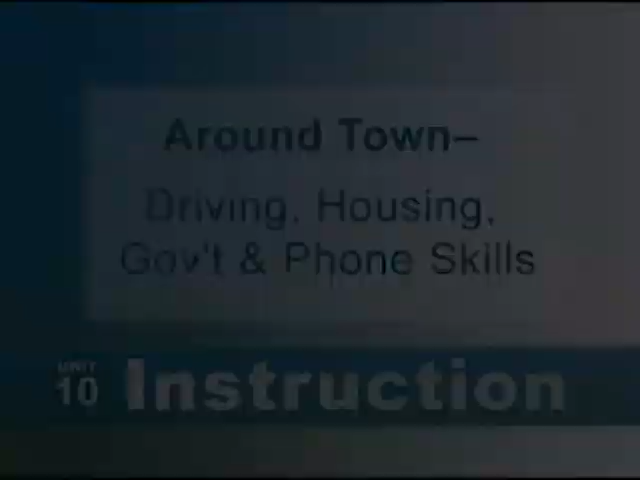 Around Town–
Driving, Housing,
Gov't & Phone Skills
UNIT
10 Instruction